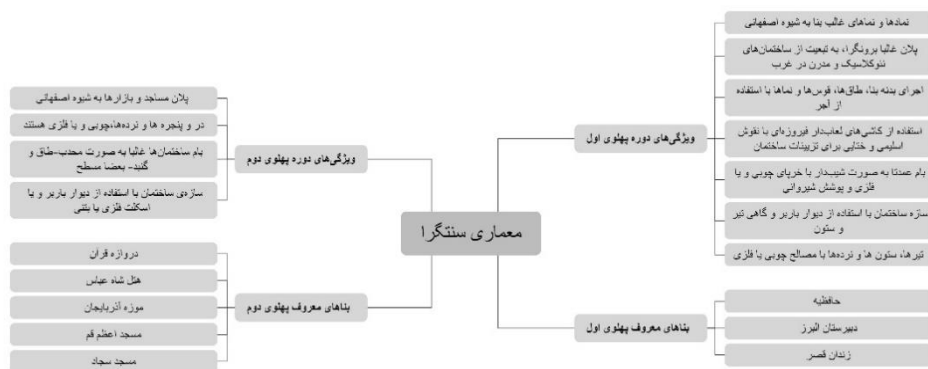 معماری سنتگرا
ویژگی‌های دوره پهلوی اول
نمادها و نماهای غالب بنا به شیوه اصفهانی
پلان غالبا برونگرا، به تبعیت از ساختمان‌های
نئوکلاسیک و مدرن در غرب
اجرای بدنه بنا، طاق‌ها، قوس‌ها و نماها با استفاده
از آجر
استفاده از کاشی‌های لعاب‌دار فیروزه‌ای با نقوش
اسلیمی و ختایی برای تزیینات ساختمان
بام عمدتا به صورت شیب‌دار با خرپای چوبی و یا
فلزی و پوشش شیروانی
سازه ساختمان با استفاده از دیوار باربر و گاهی تیر
و ستون
تیرها، ستون ها و نرده‌ها با مصالح چوبی یا فلزی
بناهای معروف پهلوی اول
حافظیه
دبیرستان البرز
زندان قصر
ویژگی‌های دوره پهلوی دوم
پلان مساجد و بازارها به شیوه اصفهانی
در و پنجره ها و نرده‌ها،چوبی و یا فلزی هستند
بام ساختمان‌ها غالبا به صورت محدب-طاق و
گنبد- بعضا مسطح
سازه‌ی ساختمان با استفاده از دیوار باربر و یا
اسکلت فلزی یا بتنی
بناهای معروف پهلوی دوم
دروازه قرآن
هتل شاه عباس
موزه آذربایجان
مسجد اعظم قم
مسجد سجاد